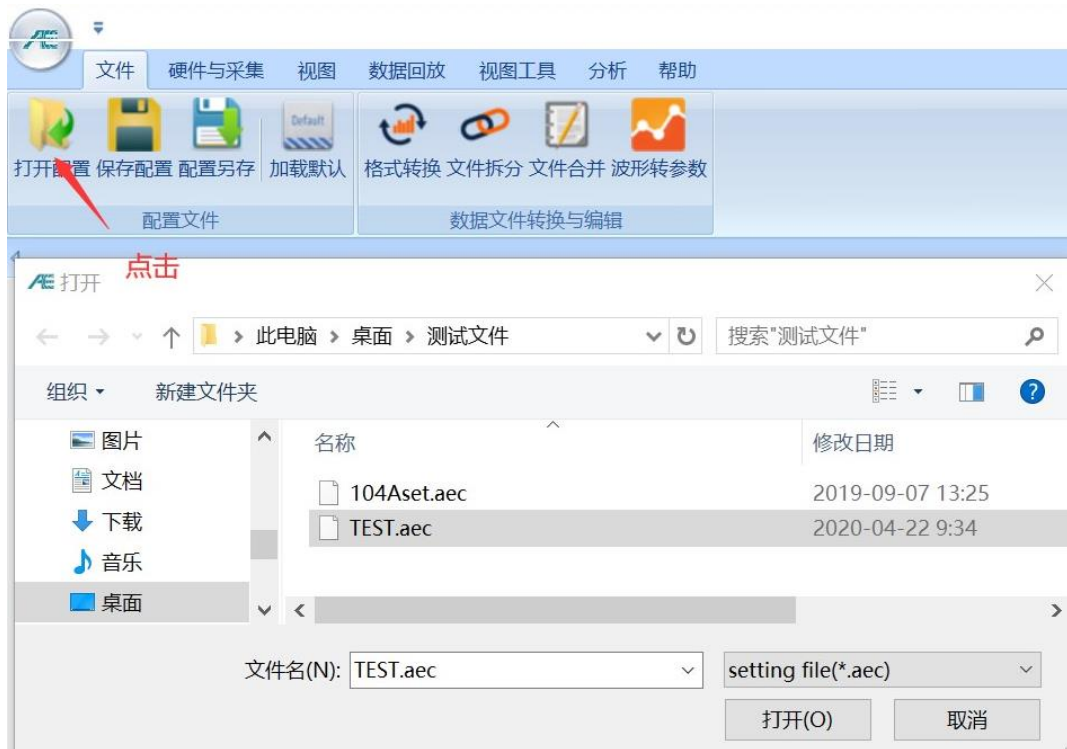 AE
文件 硬件与采集 视图 数据回放 视图工具 分析 帮助
Default
打开配置 保存配置 配置另存 加载默认 格式转换 文件拆分 文件合并 波形转参数
配置文件 数据文件转换与编辑
点击
AE 打开
此电脑 › 桌面 › 测试文件 搜索"测试文件"
组织 新建文件夹 ?
图片 名称 修改日期
文档 104Aset.aec 2019-09-07 13:25
下载 TEST.aec 2020-04-22 9:34
音乐
桌面
文件名(N): TEST.aec setting file(*.aec)
打开(O) 取消